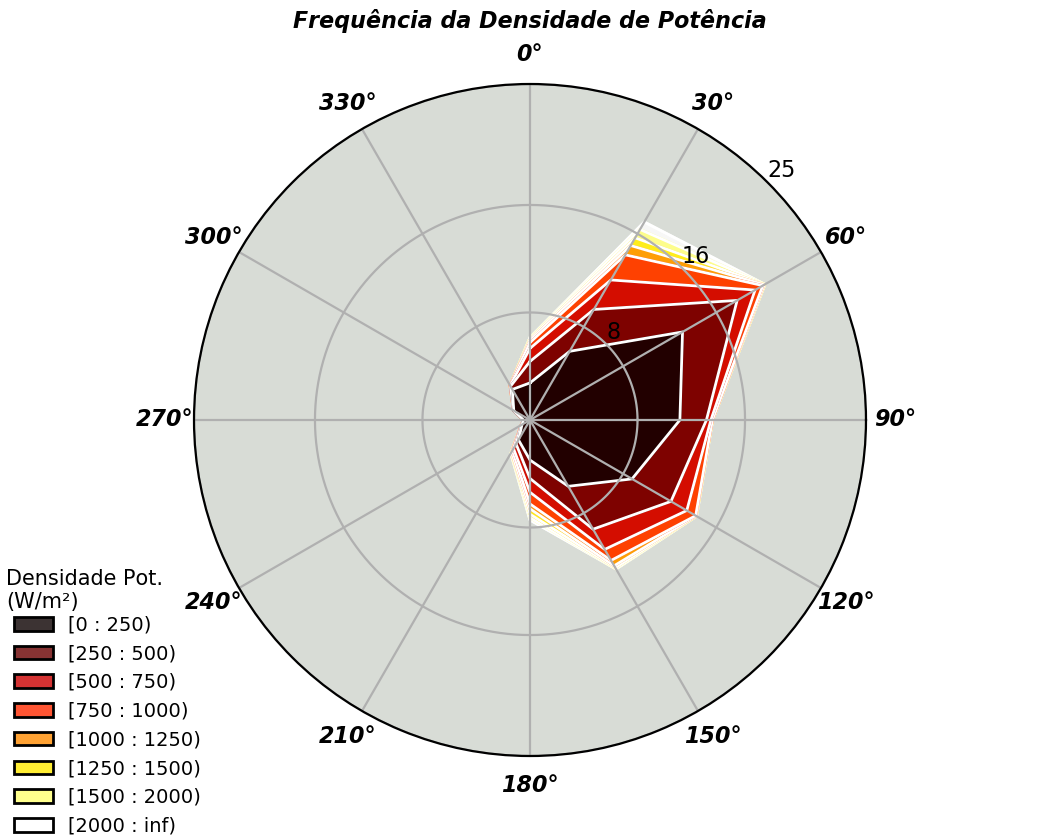 Frequência da Densidade de Potência
0°
330°
30°
25
300°
60°
16
8
270°
90°
240°
120°
210°
150°
180°
Densidade Pot.
(W/m²)
[0 : 250)
[250 : 500)
[500 : 750)
[750 : 1000)
[1000 : 1250)
[1250 : 1500)
[1500 : 2000)
[2000 : inf)